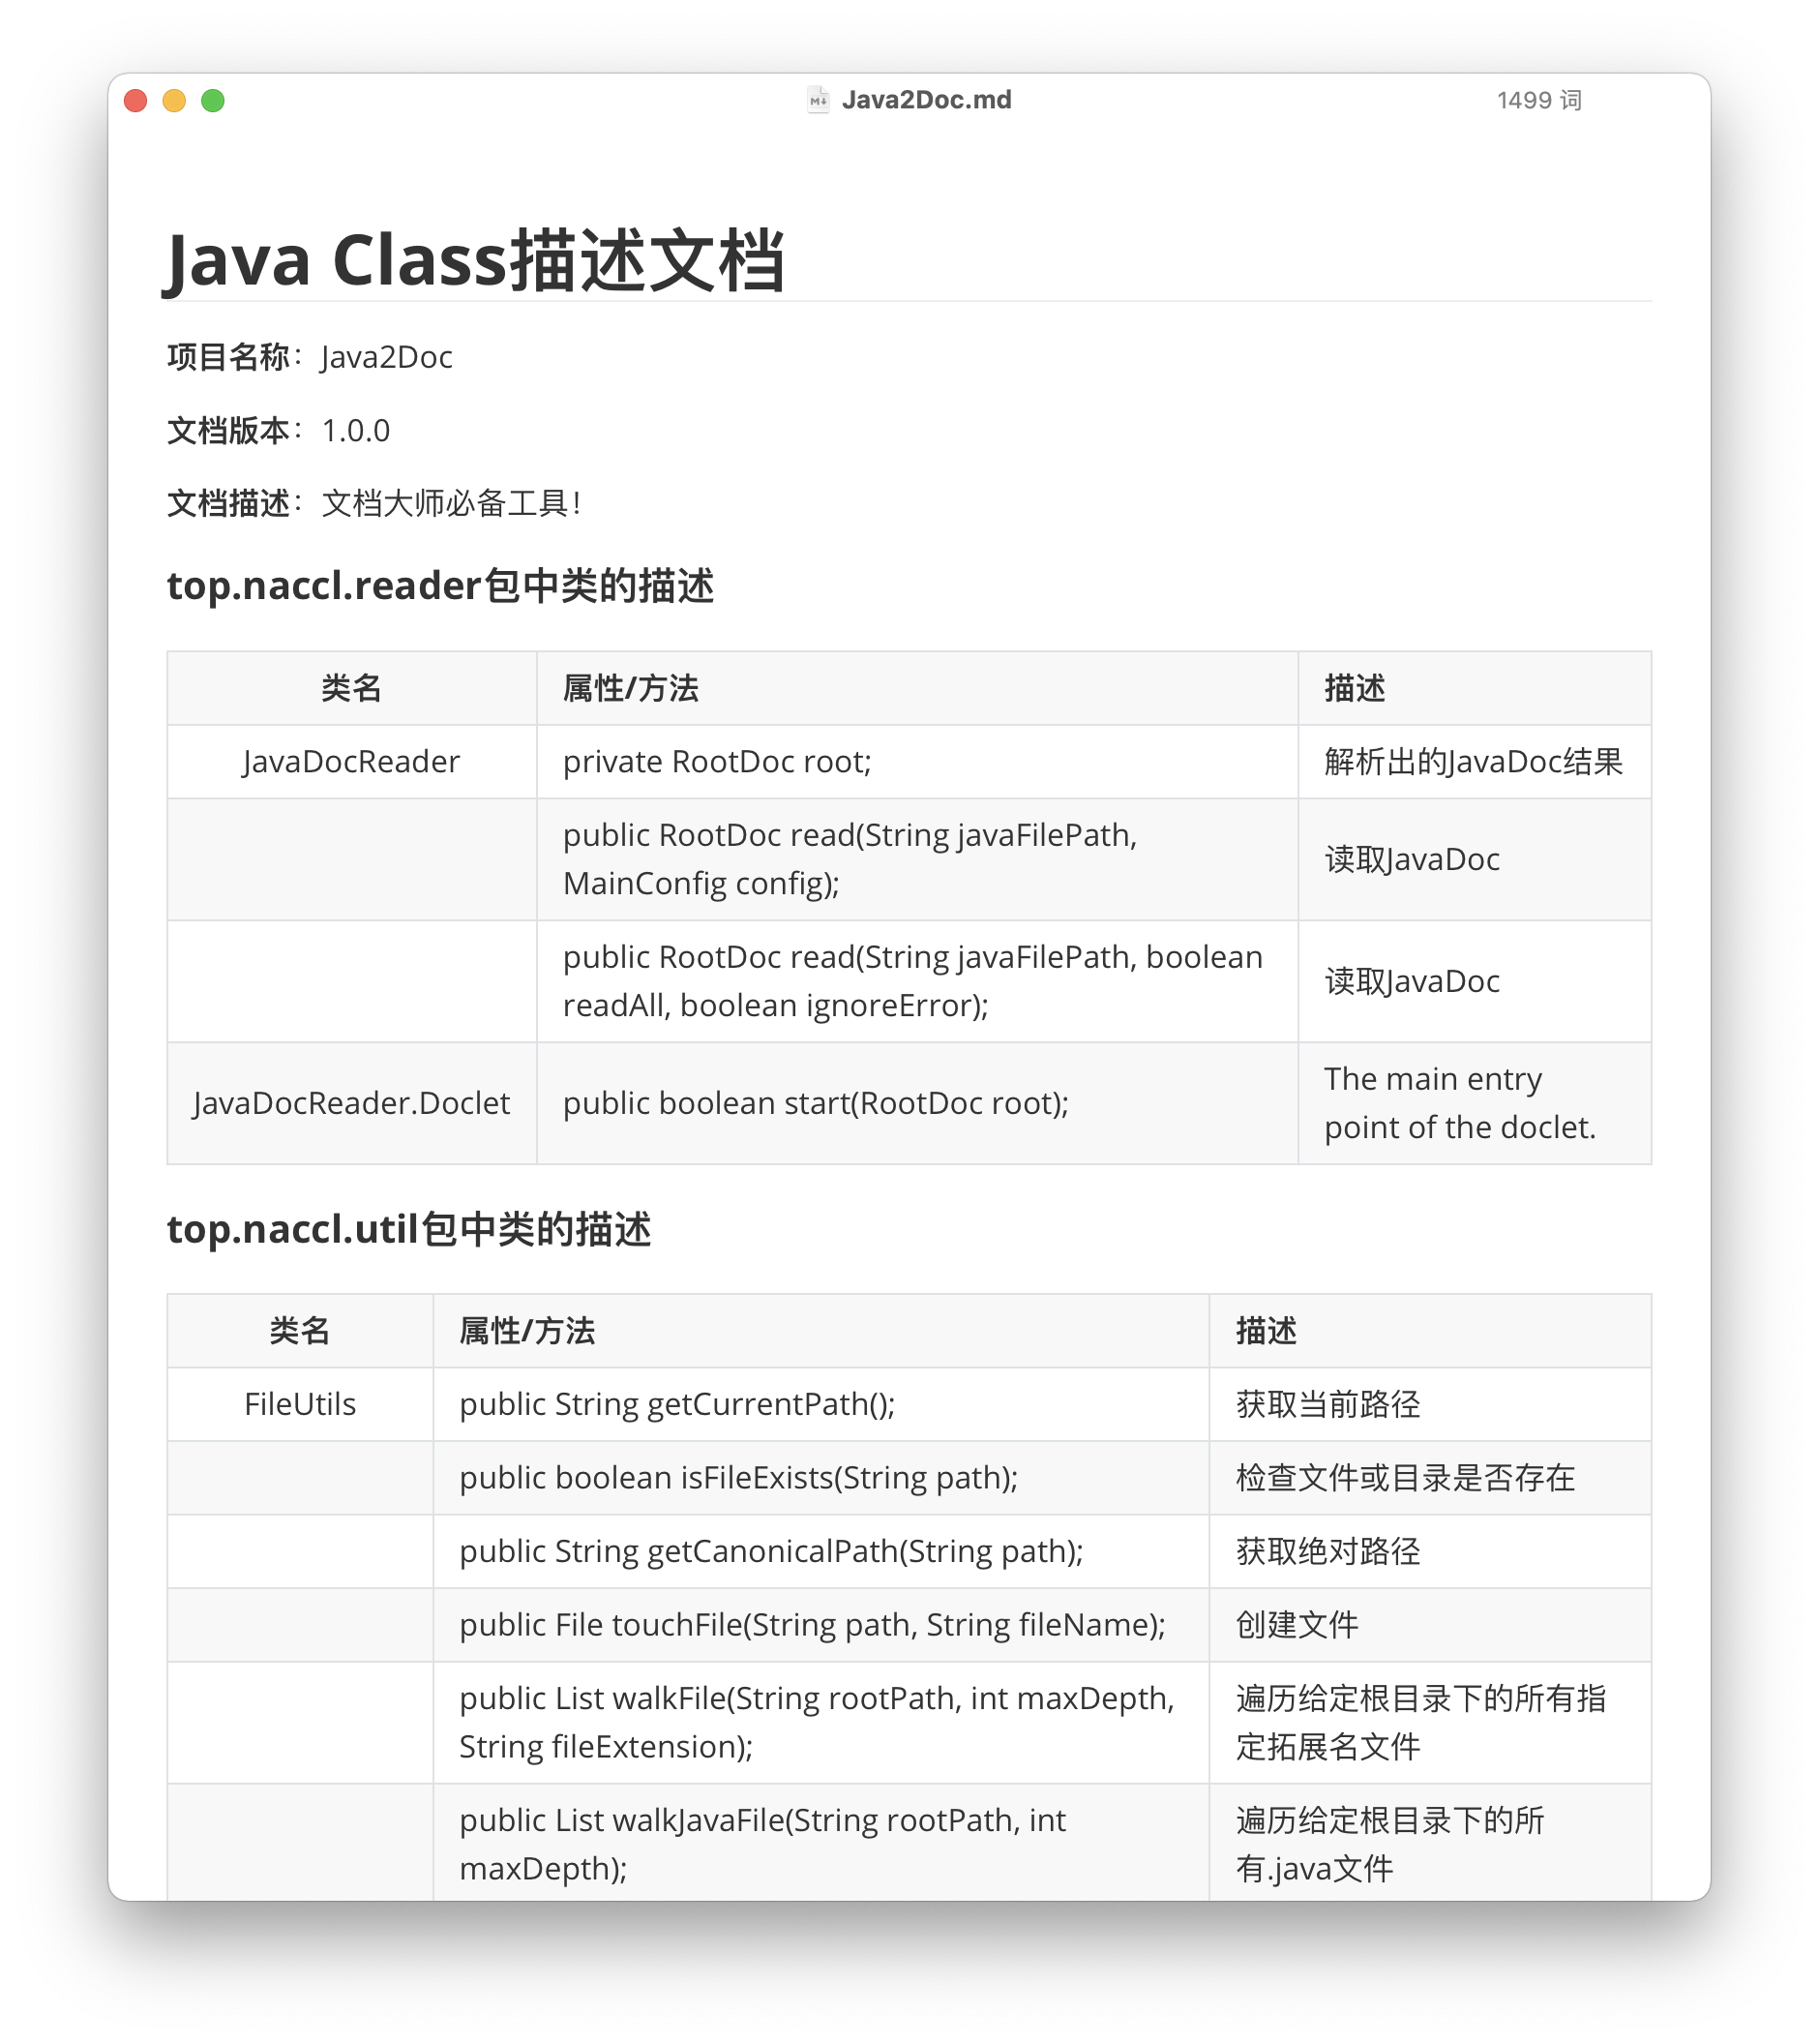 Java2Doc.md
1499 词
Java Class描述文档
项目名称：Java2Doc
文档版本：1.0.0
文档描述：文档大师必备工具！
top.naccl.reader包中类的描述
类名 属性/方法 描述
JavaDocReader private RootDoc root; 解析出的JavaDoc结果
public RootDoc read(String javaFilePath,
MainConfig config);
读取JavaDoc
public RootDoc read(String javaFilePath, boolean
readAll, boolean ignoreError);
读取JavaDoc
JavaDocReader.Doclet public boolean start(RootDoc root);
The main entry
point of the doclet.
top.naccl.util包中类的描述
类名 属性/方法 描述
FileUtils public String getCurrentPath(); 获取当前路径
public boolean isFileExists(String path); 检查文件或目录是否存在
public String getCanonicalPath(String path); 获取绝对路径
public File touchFile(String path, String fileName); 创建文件
public List walkFile(String rootPath, int maxDepth,
String fileExtension);
遍历给定根目录下的所有指
定拓展名文件
public List walkJavaFile(String rootPath, int
maxDepth);
遍历给定根目录下的所
有.java文件